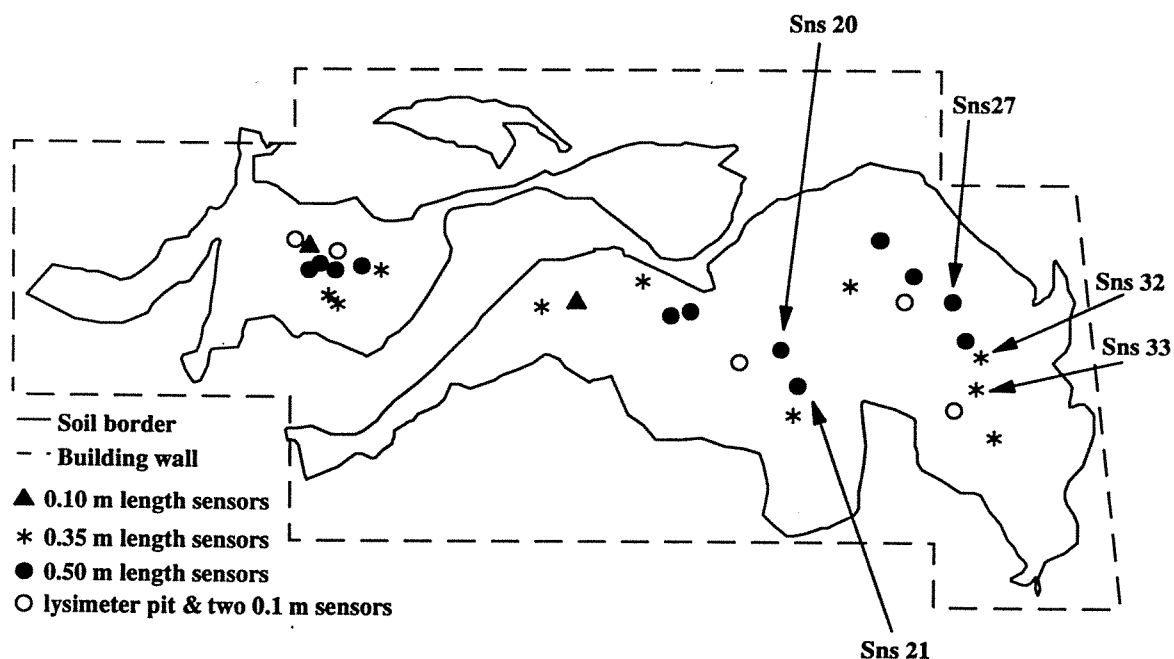 Sns 20
Sns27
Sns 32
Sns 33
Soil border
Building wall
0.10 m length sensors
0.35 m length sensors
0.50 m length sensors
lysimeter pit & two 0.1 m sensors
Sns 21